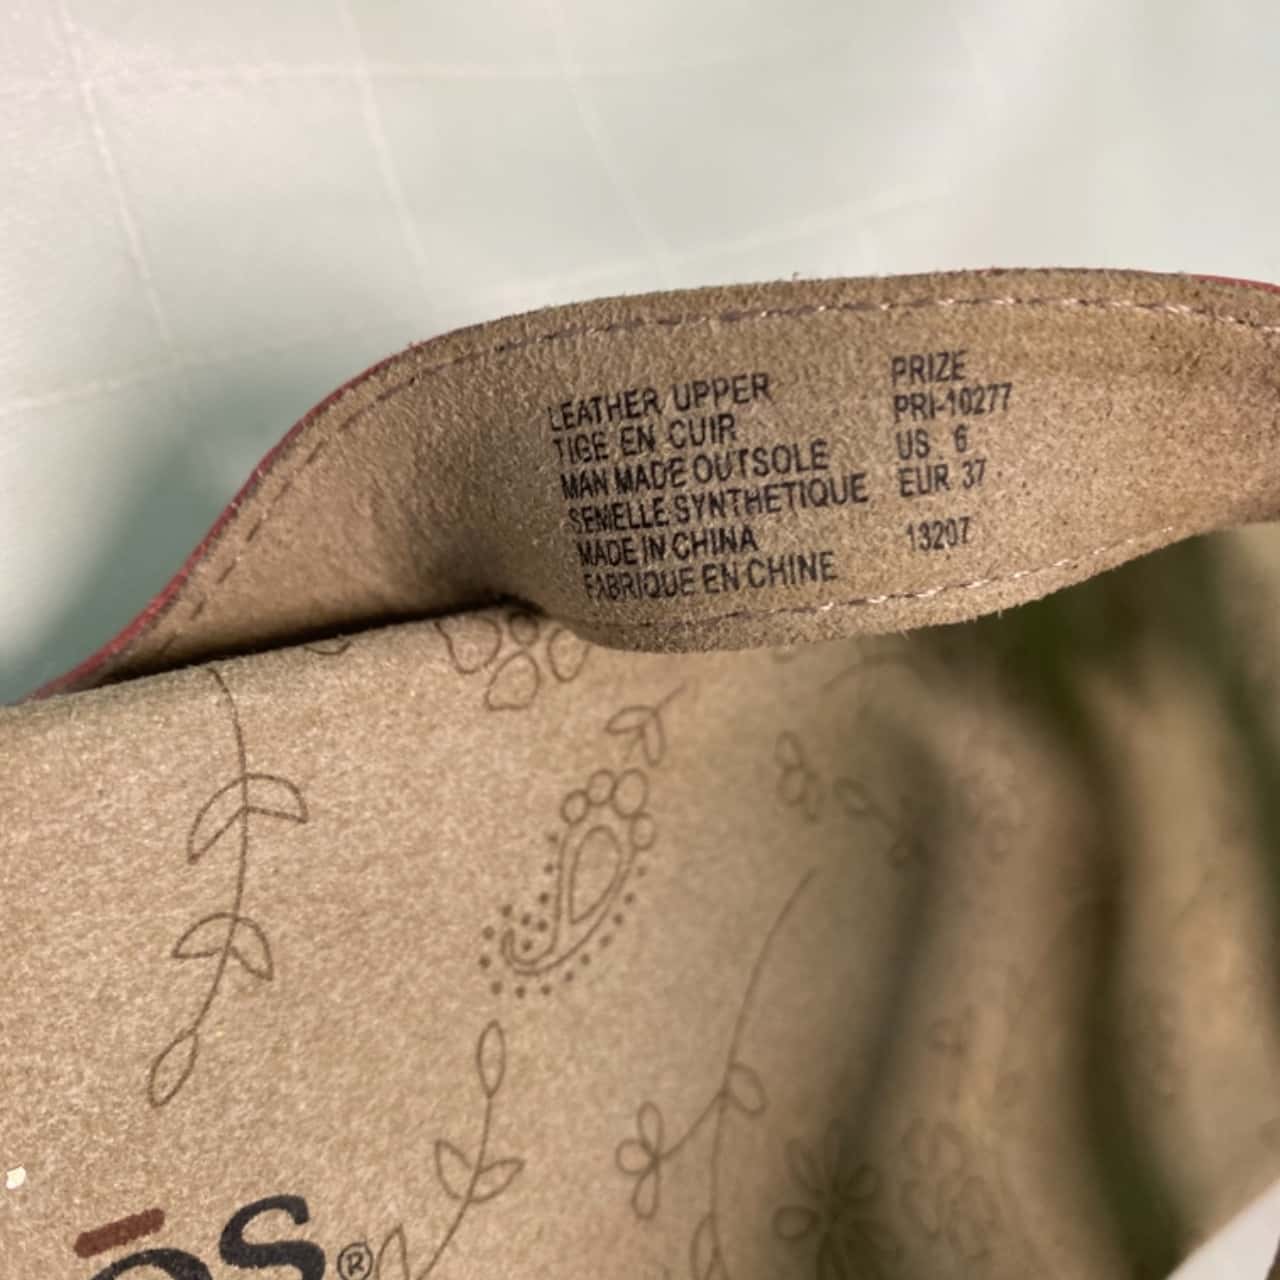 LEATHER UPPER
TIGE EN CUIR
MAN MADE OUTSOLE
SEMELLE SYNTHETIQUE
MADE IN CHINA
FABRIQUE EN CHINE
PRIZE
PRI-10277
US 6
EUR 37
13207
ōs®